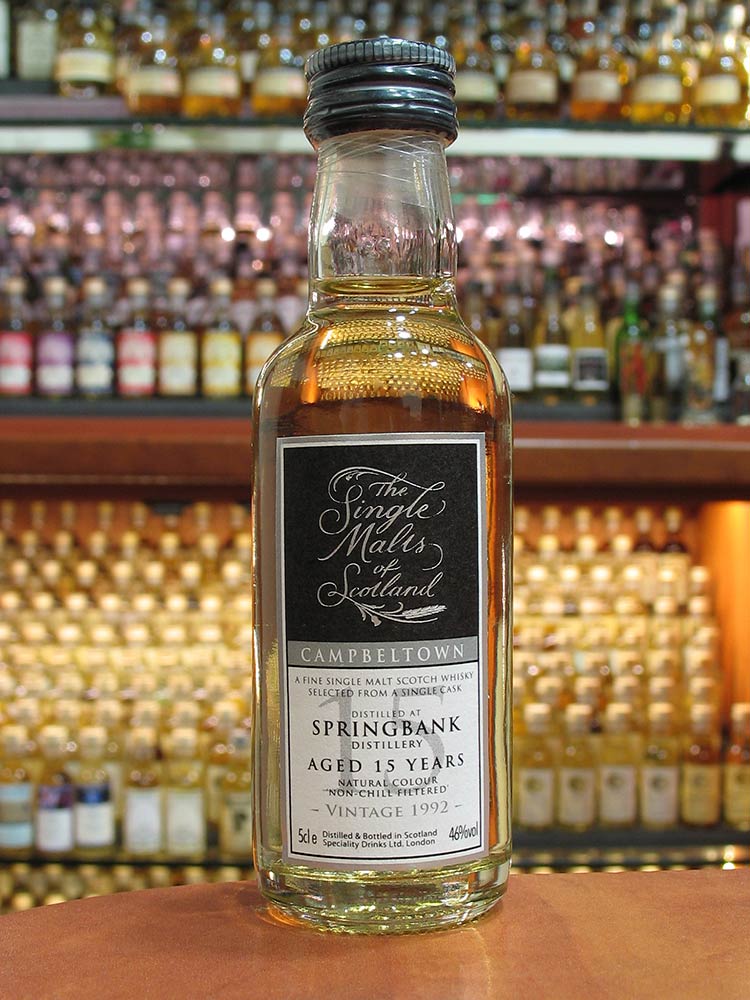 The
Single
Malts
of
Scotland
CAMPBELTOWN
A FINE SINGLE MALT SCOTCH WHISKY
SELECTED FROM A SINGLE CASK
15
DISTILLED AT
SPRINGBANK
DISTILLERY
AGED 15 YEARS
NATURAL COLOUR
'NON-CHILL FILTERED'
- VINTAGE 1992 -
5cl e Distilled & Bottled in Scotland 46%vol
Speciality Drinks Ltd. London